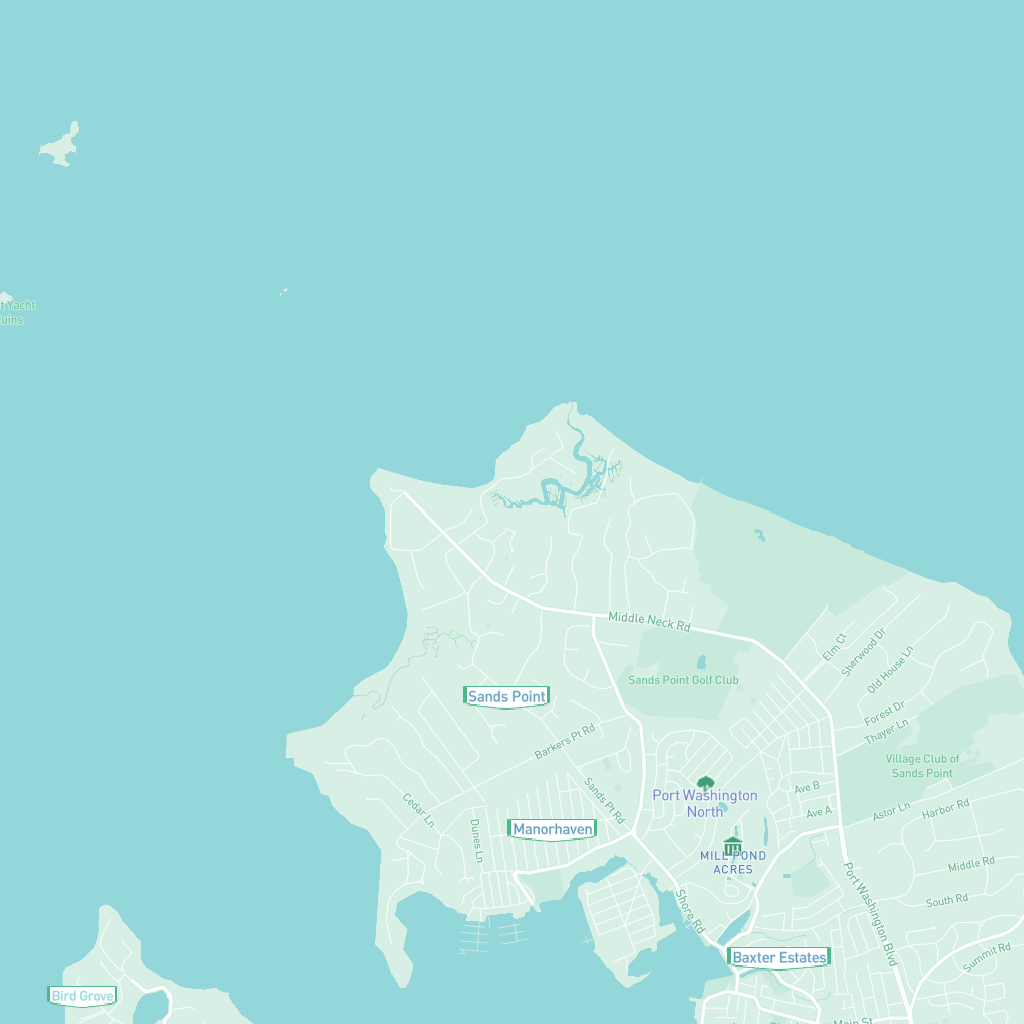 t Yacht
uins
Middle Neck Rd
Elm Ct
Sherwood Dr
Old House Ln
Sands Point Golf Club
Sands Point
Forest Dr
Thayer Ln
Barkers Pt Rd
Village Club of
Sands Point
Sands Pt Rd
Port Washington
North
Ave B
Ave A
Astor Ln
Harbor Rd
Cedar Ln
Dunes Ln
Manorhaven
MILL POND
ACRES
Middle Rd
Port Washington Blvd
South Rd
Shore Rd
Baxter Estates
Summit Rd
Bird Grove
Main St